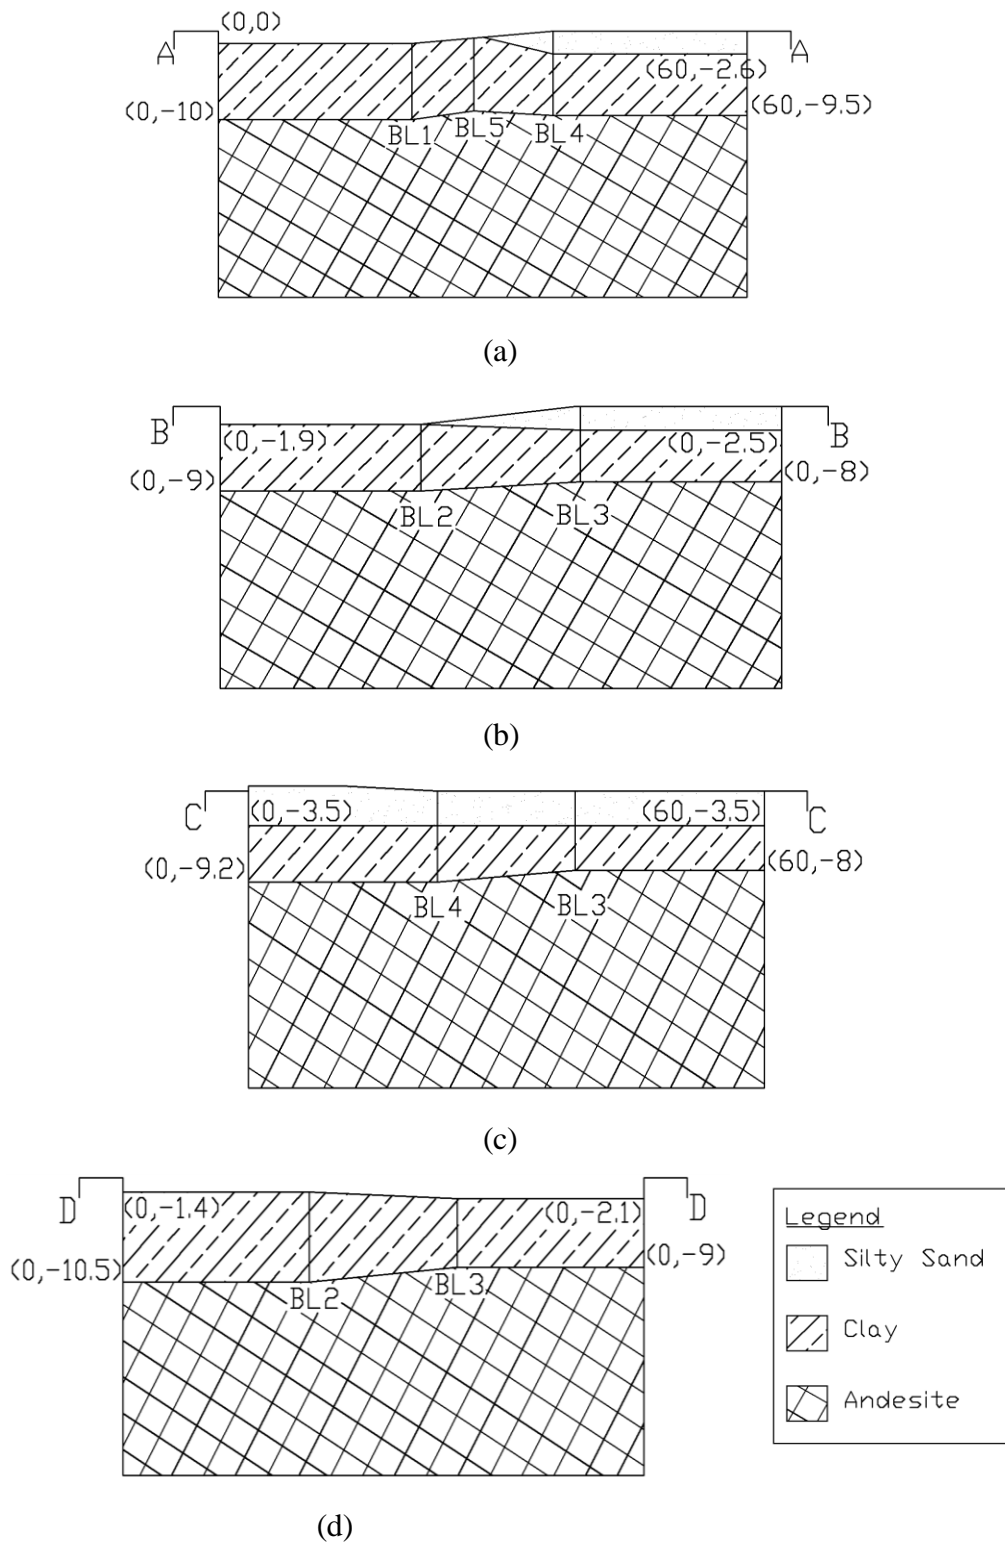 (0,0)
A A
(60,-2.6)
(0,-10) (60,-9.5)
BL1 BL5 BL4
(a)
B B
(0,-1.9) (0,-2.5)
(0,-9) (0,-8)
BL2 BL3
(b)
C C
(0,-3.5) (60,-3.5)
(0,-9.2) (60,-8)
BL4 BL3
(c)
D D
(0,-1.4) (0,-2.1)
(0,-10.5) (0,-9)
BL2 BL3
Legend
Silty Sand
Clay
Andesite
(d)